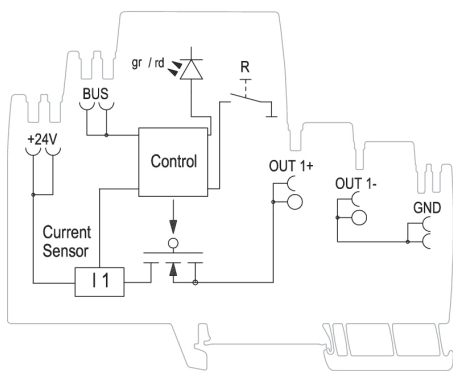 gr / rd
R
BUS
+24V
Control
OUT 1+
OUT 1-
GND
Current
Sensor
I 1